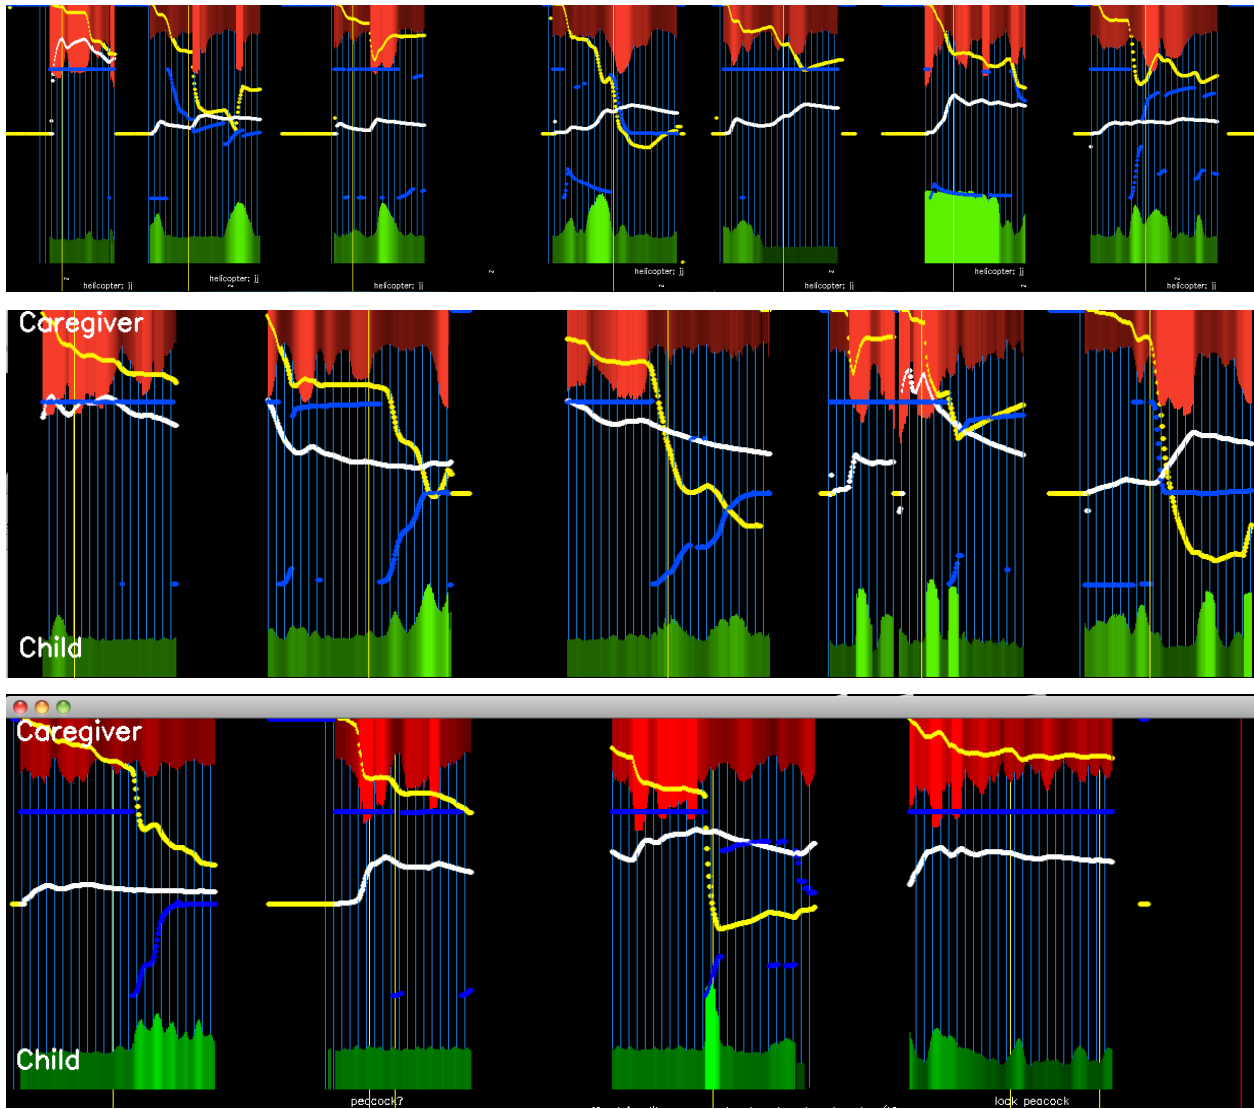 ~
helicopter; jj
helicopter; jj
~
helicopter; jj
~
helicopter; jj
~
~
helicopter; jj
helicopter; jj
~
~
helicopter; jj
Caregiver
Child
Caregiver
Child
peacock?
look peacock